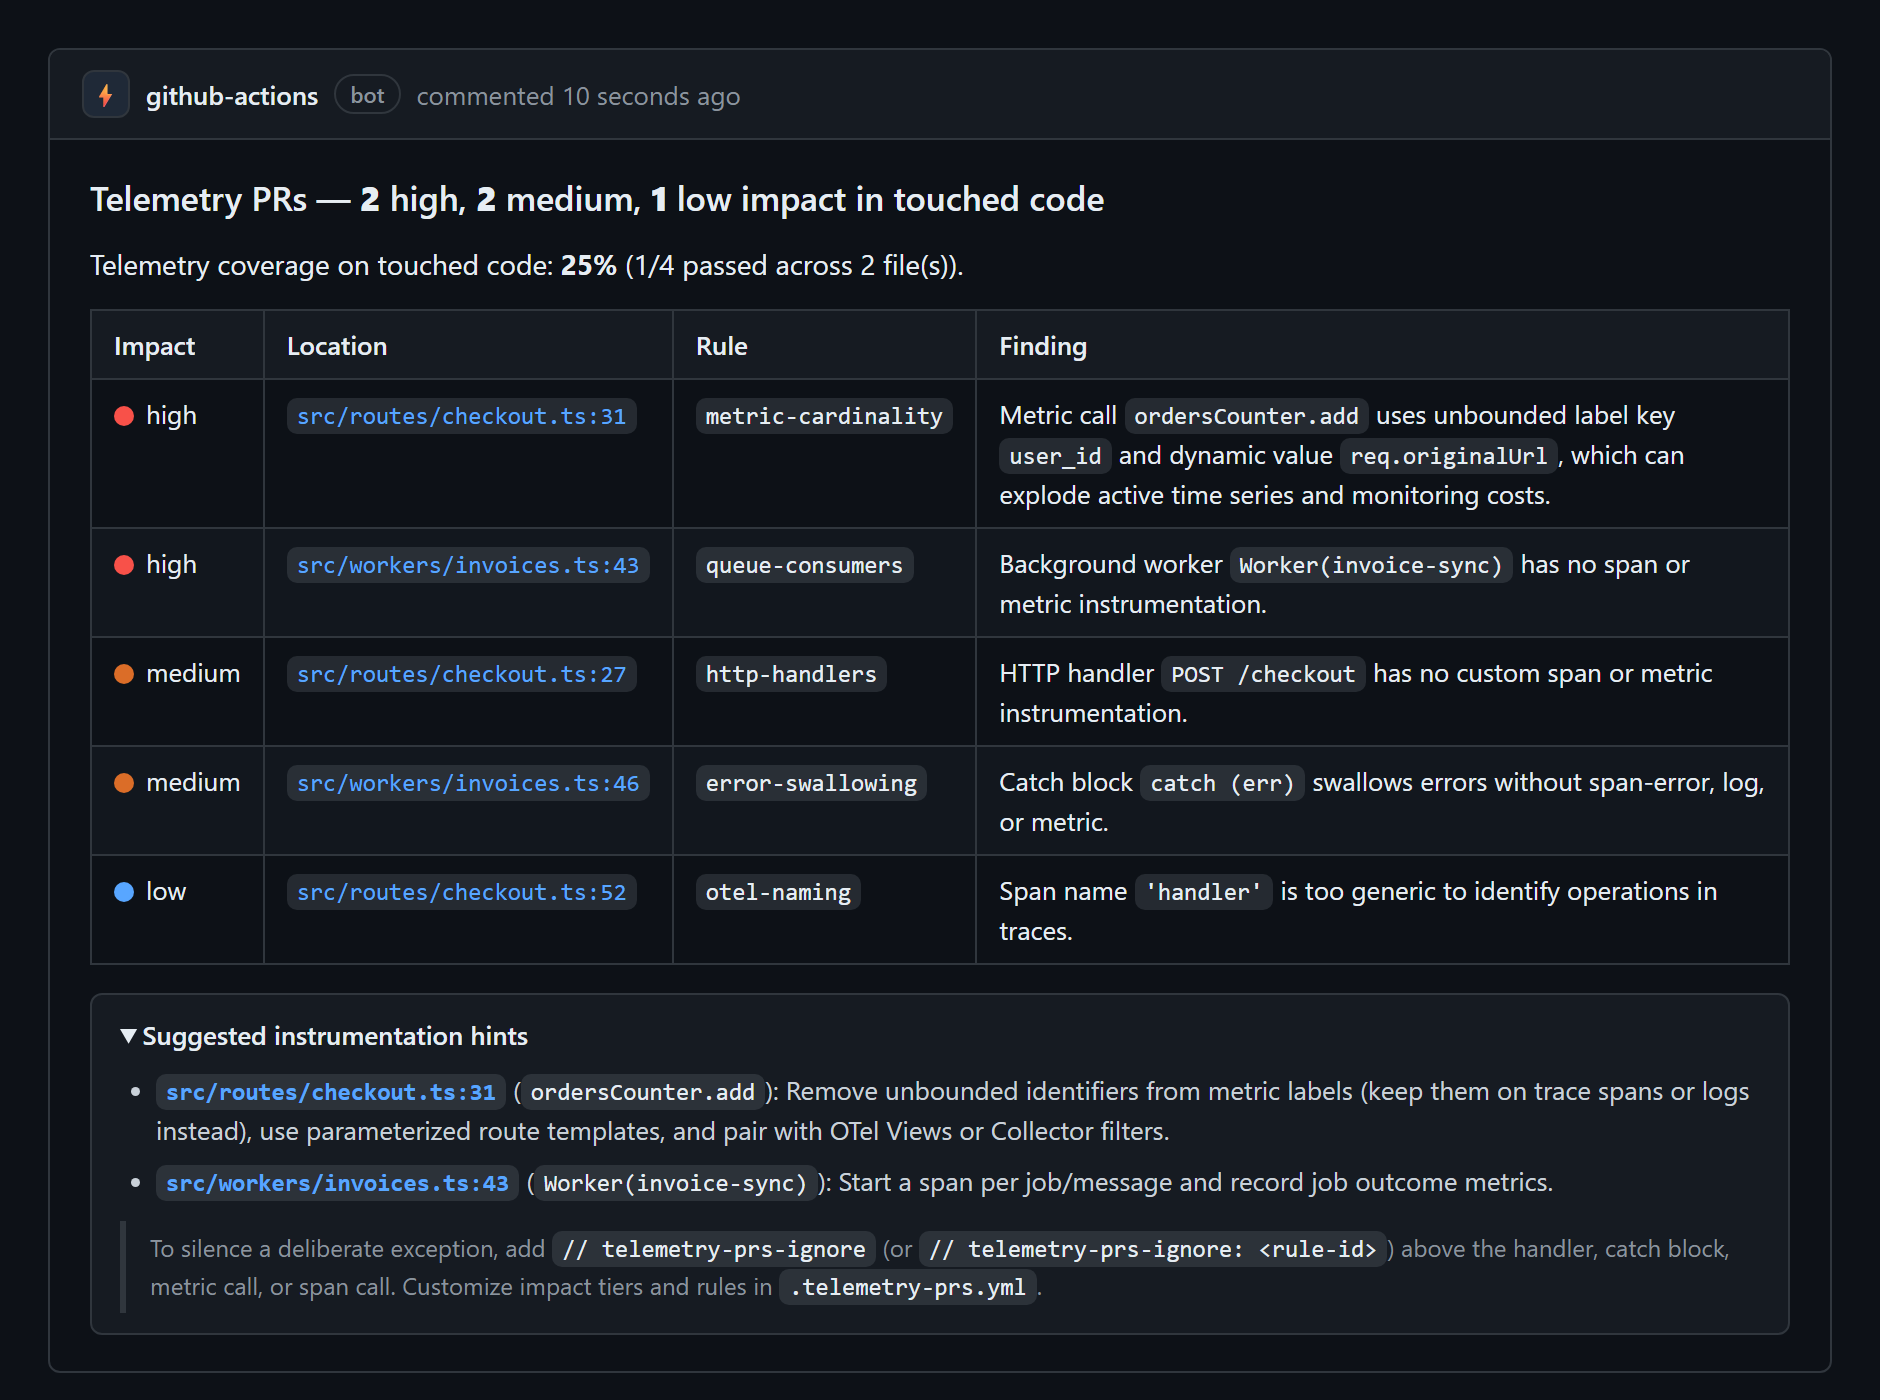 github-actions bot commented 10 seconds ago
Telemetry PRs — 2 high, 2 medium, 1 low impact in touched code
Telemetry coverage on touched code: 25% (1/4 passed across 2 file(s)).
Impact Location Rule Finding
high src/routes/checkout.ts:31 metric-cardinality Metric call ordersCounter.add uses unbounded label key
user_id and dynamic value req.originalUrl, which can
explode active time series and monitoring costs.
high src/workers/invoices.ts:43 queue-consumers Background worker Worker(invoice-sync) has no span or
metric instrumentation.
medium src/routes/checkout.ts:27 http-handlers HTTP handler POST /checkout has no custom span or metric
instrumentation.
medium src/workers/invoices.ts:46 error-swallowing Catch block catch (err) swallows errors without span-error, log,
or metric.
low src/routes/checkout.ts:52 otel-naming Span name 'handler' is too generic to identify operations in
traces.
▼ Suggested instrumentation hints
• src/routes/checkout.ts:31 (ordersCounter.add): Remove unbounded identifiers from metric labels (keep them on trace spans or logs
instead), use parameterized route templates, and pair with OTel Views or Collector filters.
• src/workers/invoices.ts:43 (Worker(invoice-sync)): Start a span per job/message and record job outcome metrics.
To silence a deliberate exception, add // telemetry-prs-ignore (or // telemetry-prs-ignore: <rule-id>) above the handler, catch block,
metric call, or span call. Customize impact tiers and rules in .telemetry-prs.yml.